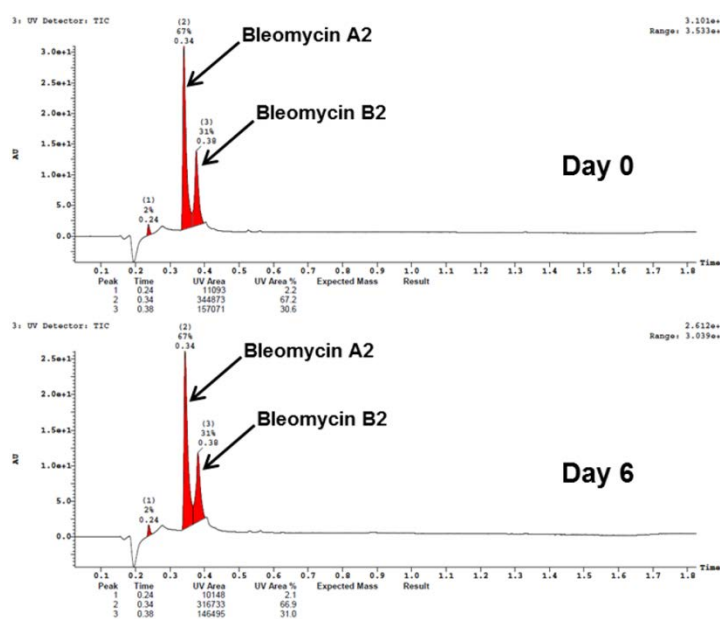 3: UV Detector: TIC
3.101e+
Range: 3.533e+
(2)
67%
0.34
Bleomycin A2
3.0e+1
2.5e+1
2.0e+1
1.5e+1
1.0e+1
5.0
0.0
AU
(3)
31%
0.38
Bleomycin B2
Day 0
(1)
2%
0.24
0.1 0.2 0.3 0.4 0.5 0.6 0.7 0.8 0.9 1.0 1.1 1.2 1.3 1.4 1.5 1.6 1.7 1.8 Time
Peak Time UV Area UV Area % Expected Mass Result
1 0.24 11093 2.2
2 0.34 344873 67.2
3 0.38 157071 30.6
3: UV Detector: TIC
2.612e+
Range: 3.039e+
(2)
67%
0.34
Bleomycin A2
2.5e+1
2.0e+1
1.5e+1
1.0e+1
5.0
0.0
AU
(3)
31%
0.38
Bleomycin B2
Day 6
(1)
2%
0.24
0.1 0.2 0.3 0.4 0.5 0.6 0.7 0.8 0.9 1.0 1.1 1.2 1.3 1.4 1.5 1.6 1.7 1.8 Time
Peak Time UV Area UV Area % Expected Mass Result
1 0.24 10148 2.1
2 0.34 316733 66.9
3 0.38 146495 31.0